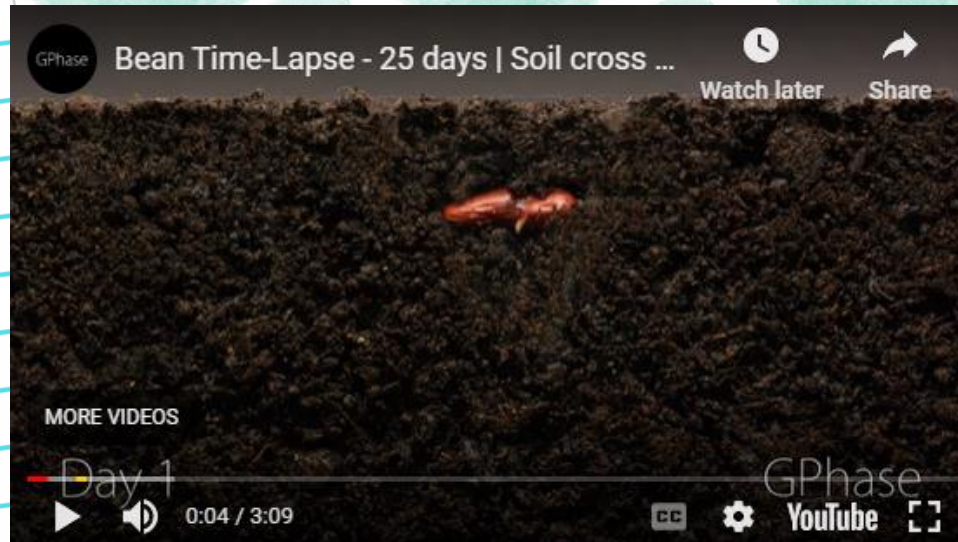 GPhase
Bean Time-Lapse - 25 days | Soil cross ...
Watch later
Share
MORE VIDEOS
Day 1
GPhase
0:04 / 3:09
CC
YouTube